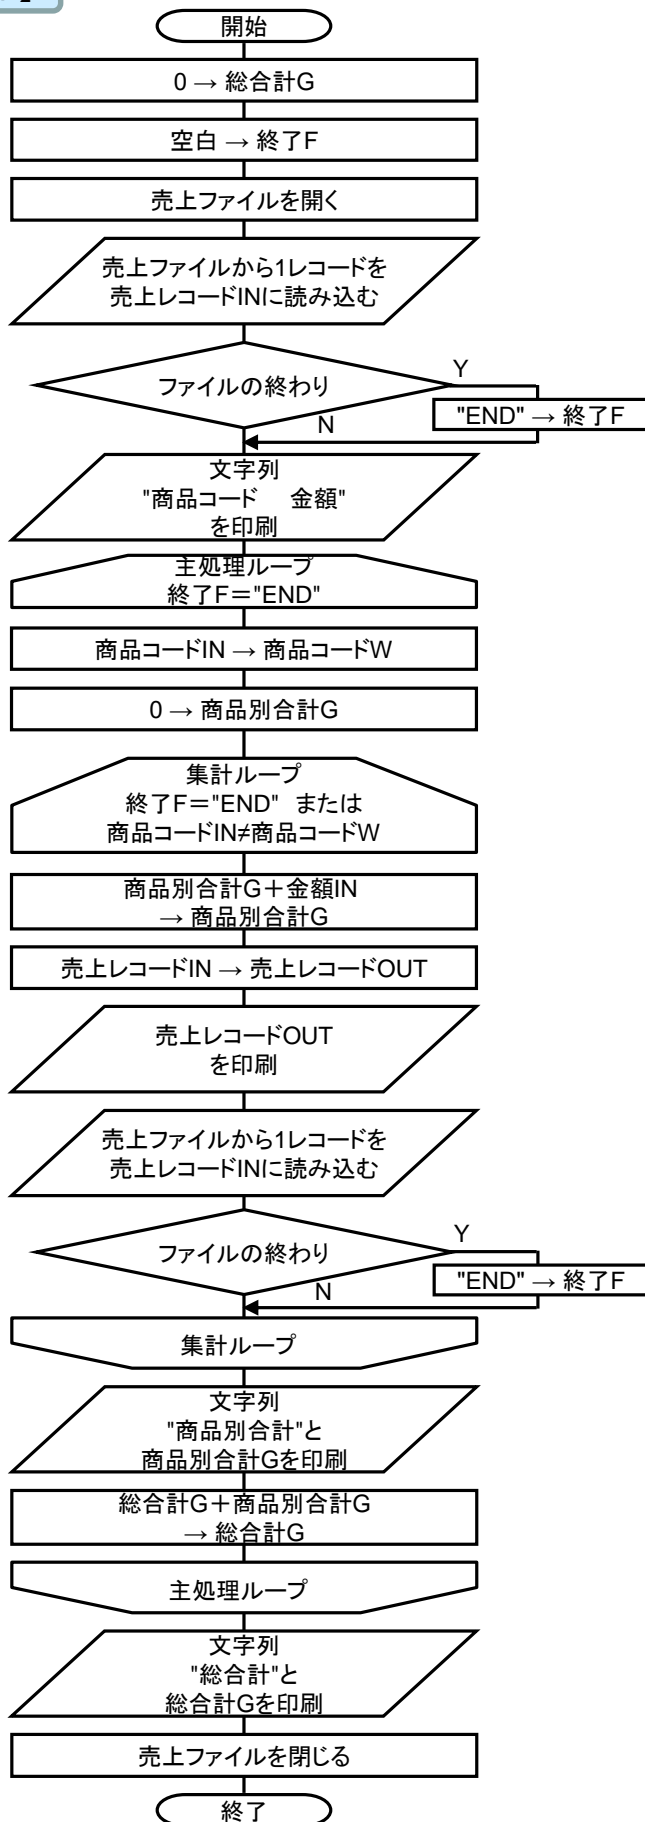 開始
0 → 総合計G
空白 → 終了F
売上ファイルを開く
売上ファイルから1レコードを
売上レコードINに読み込む
ファイルの終わり
Y
"END" → 終了F
N
文字列
"商品コード 金額"
を印刷
主処理ループ
終了F＝"END"
商品コードIN → 商品コードW
0 → 商品別合計G
集計ループ
終了F＝"END" または
商品コードIN≠商品コードW
商品別合計G＋金額IN
→ 商品別合計G
売上レコードIN → 売上レコードOUT
売上レコードOUT
を印刷
売上ファイルから1レコードを
売上レコードINに読み込む
ファイルの終わり
Y
"END" → 終了F
N
集計ループ
文字列
"商品別合計"と
商品別合計Gを印刷
総合計G＋商品別合計G
→ 総合計G
主処理ループ
文字列
"総合計"と
総合計Gを印刷
売上ファイルを閉じる
終了